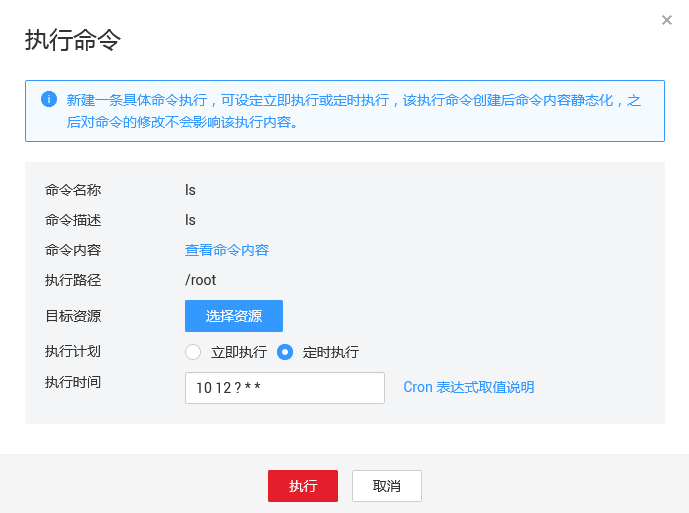 执行命令
新建一条具体命令执行，可设定立即执行或定时执行，该执行命令创建后命令内容静态化，之
后对命令的修改不会影响该执行内容。
命令名称 ls
命令描述 ls
命令内容 查看命令内容
执行路径 /root
目标资源 选择资源
执行计划 立即执行 定时执行
执行时间 10 12 ? * * Cron 表达式取值说明
执行 取消